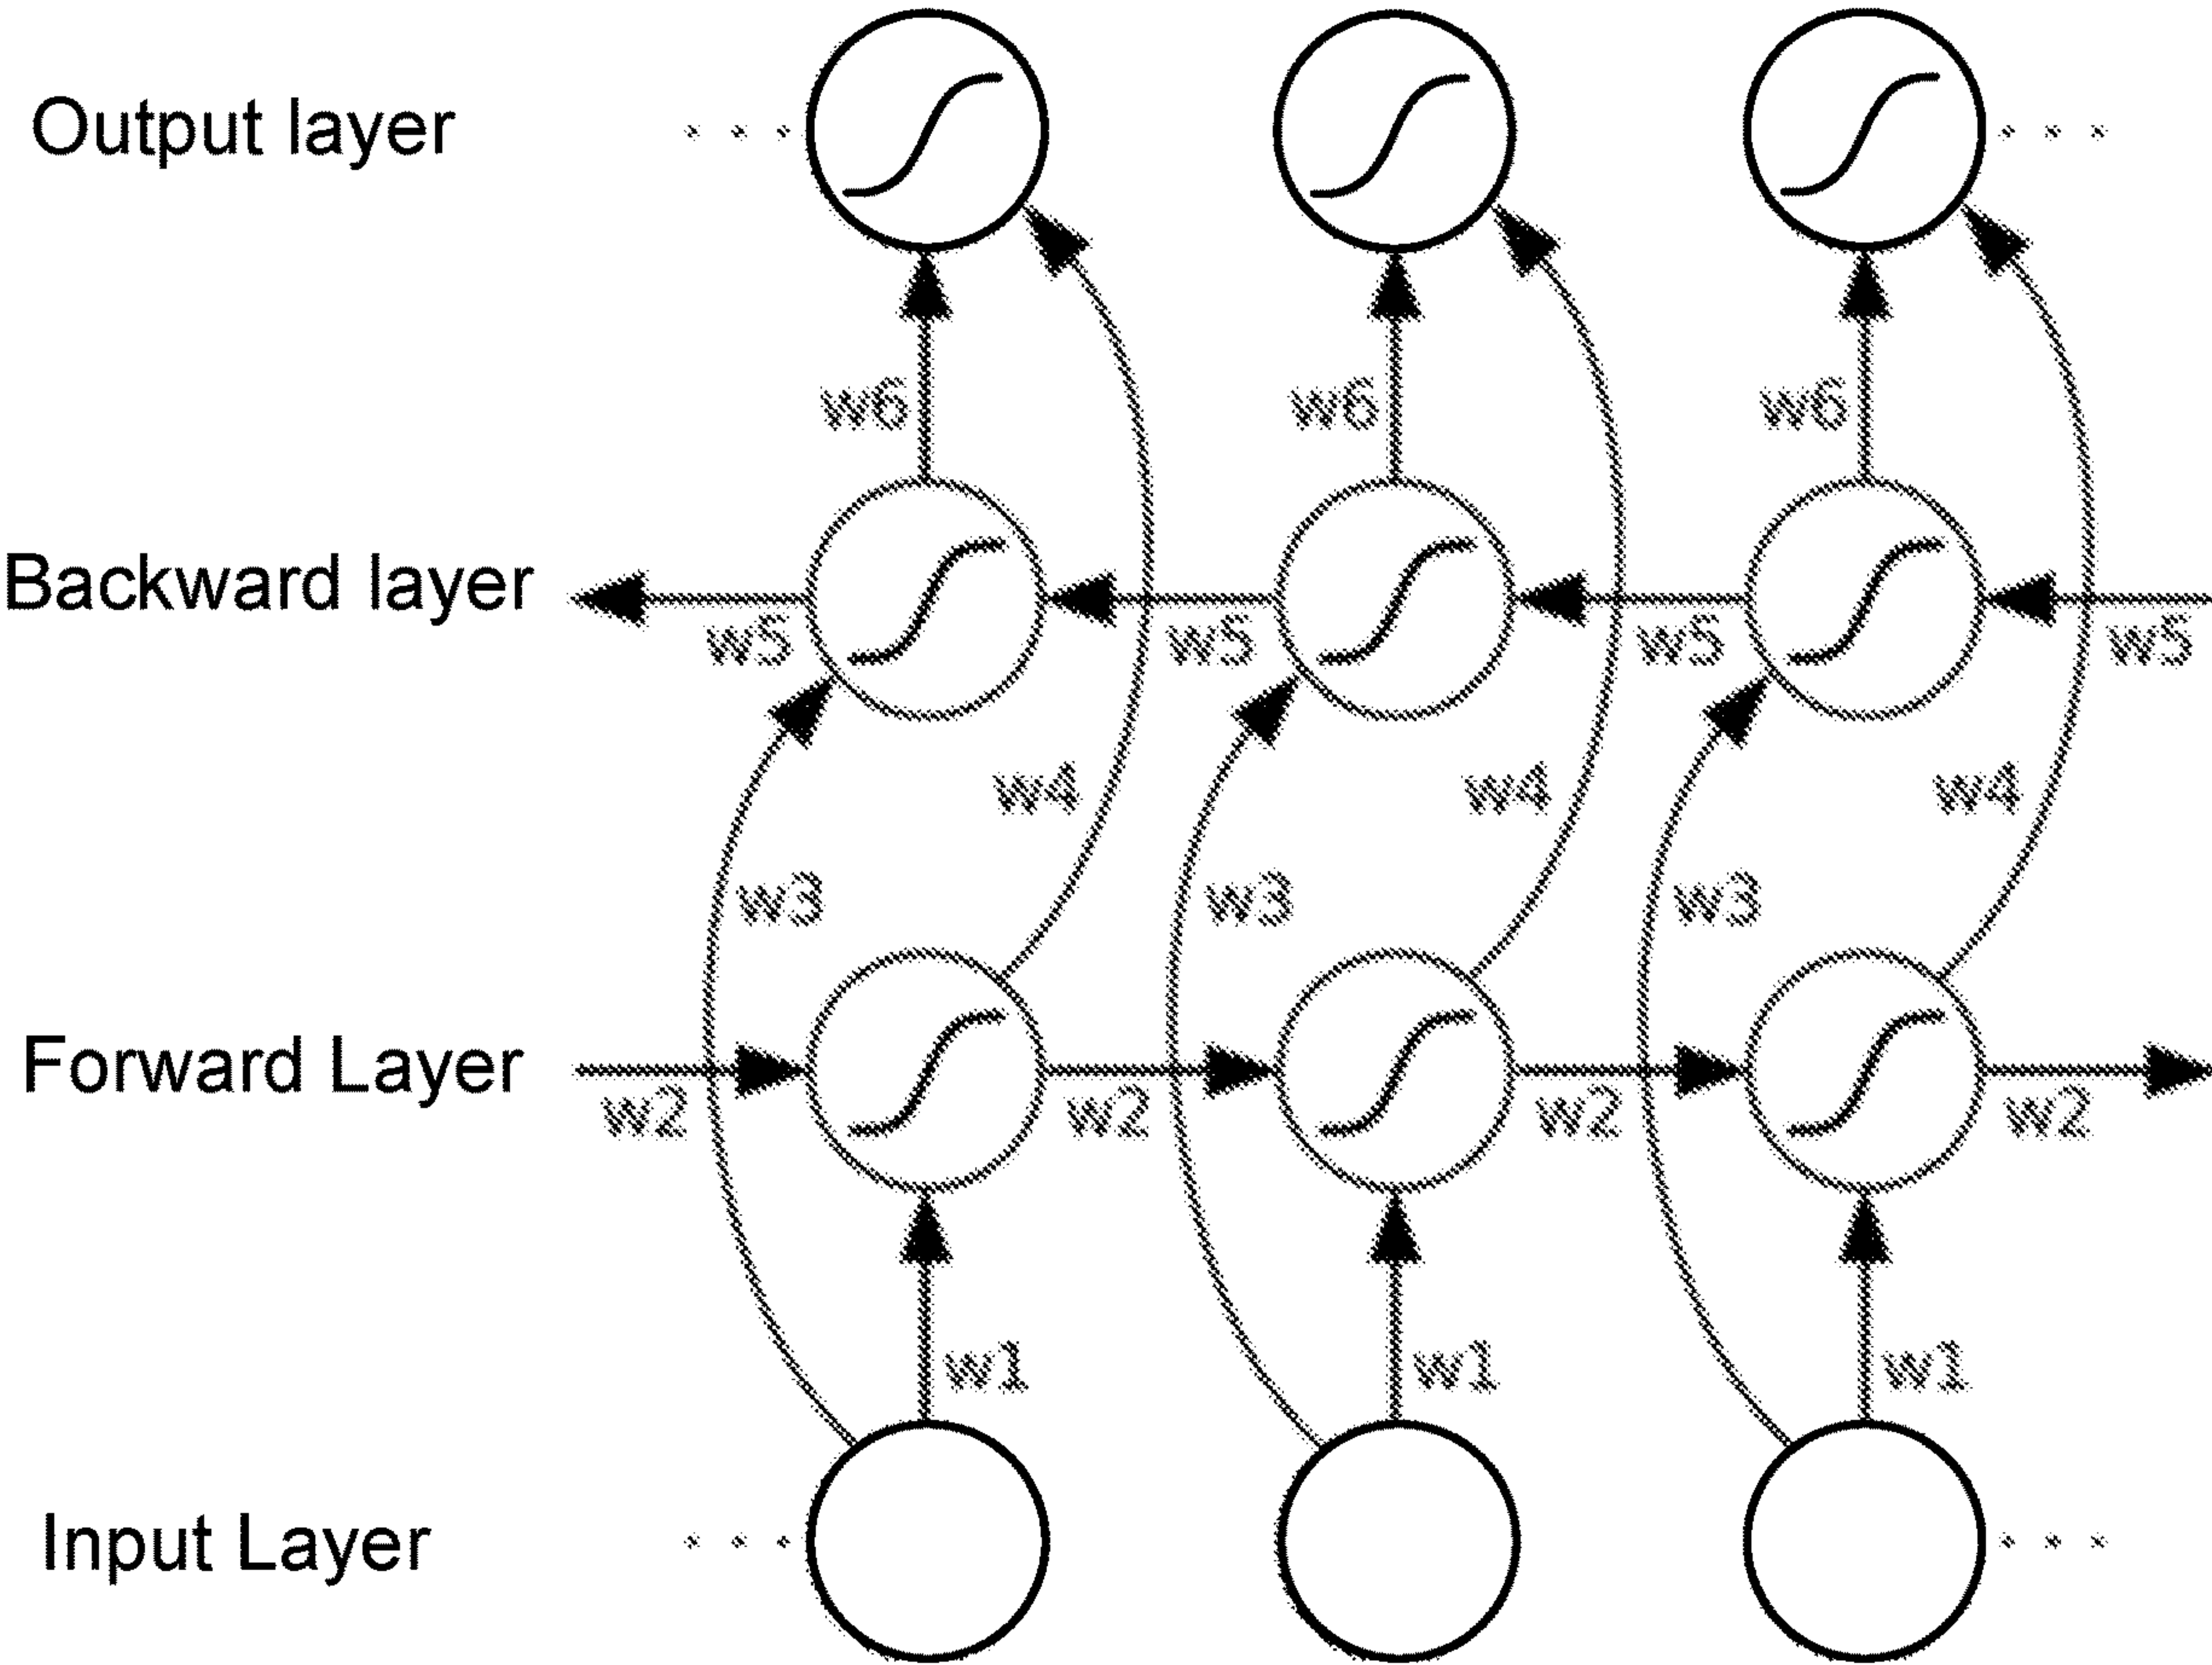 Output layer
w6 w6 w6
Backward layer
w5 w5 w5 w5
w4 w4 w4
w3 w3 w3
Forward Layer
w2 w2 w2 w2
w1 w1 w1
Input Layer